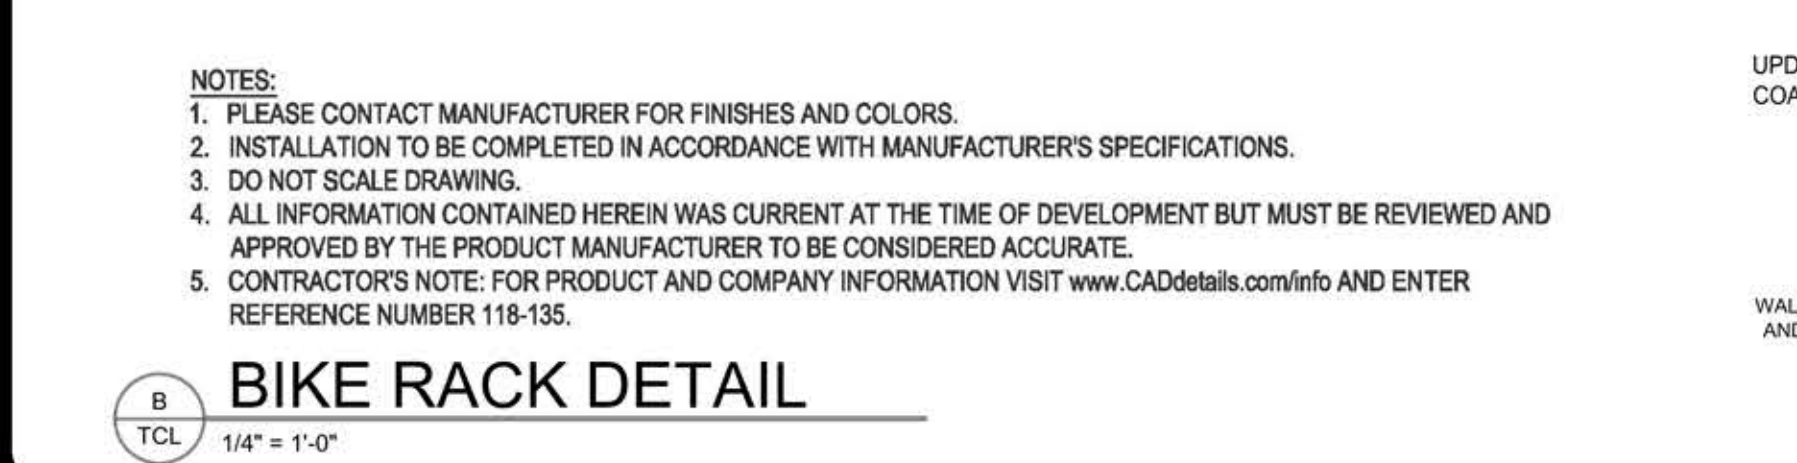 NOTES:
1. PLEASE CONTACT MANUFACTURER FOR FINISHES AND COLORS.
2. INSTALLATION TO BE COMPLETED IN ACCORDANCE WITH MANUFACTURER'S SPECIFICATIONS.
3. DO NOT SCALE DRAWING.
4. ALL INFORMATION CONTAINED HEREIN WAS CURRENT AT THE TIME OF DEVELOPMENT BUT MUST BE REVIEWED AND
APPROVED BY THE PRODUCT MANUFACTURER TO BE CONSIDERED ACCURATE.
5. CONTRACTOR'S NOTE: FOR PRODUCT AND COMPANY INFORMATION VISIT www.CADdetails.com/info AND ENTER
REFERENCE NUMBER 118-135.
B
TCL
BIKE RACK DETAIL
1/4" = 1'-0"